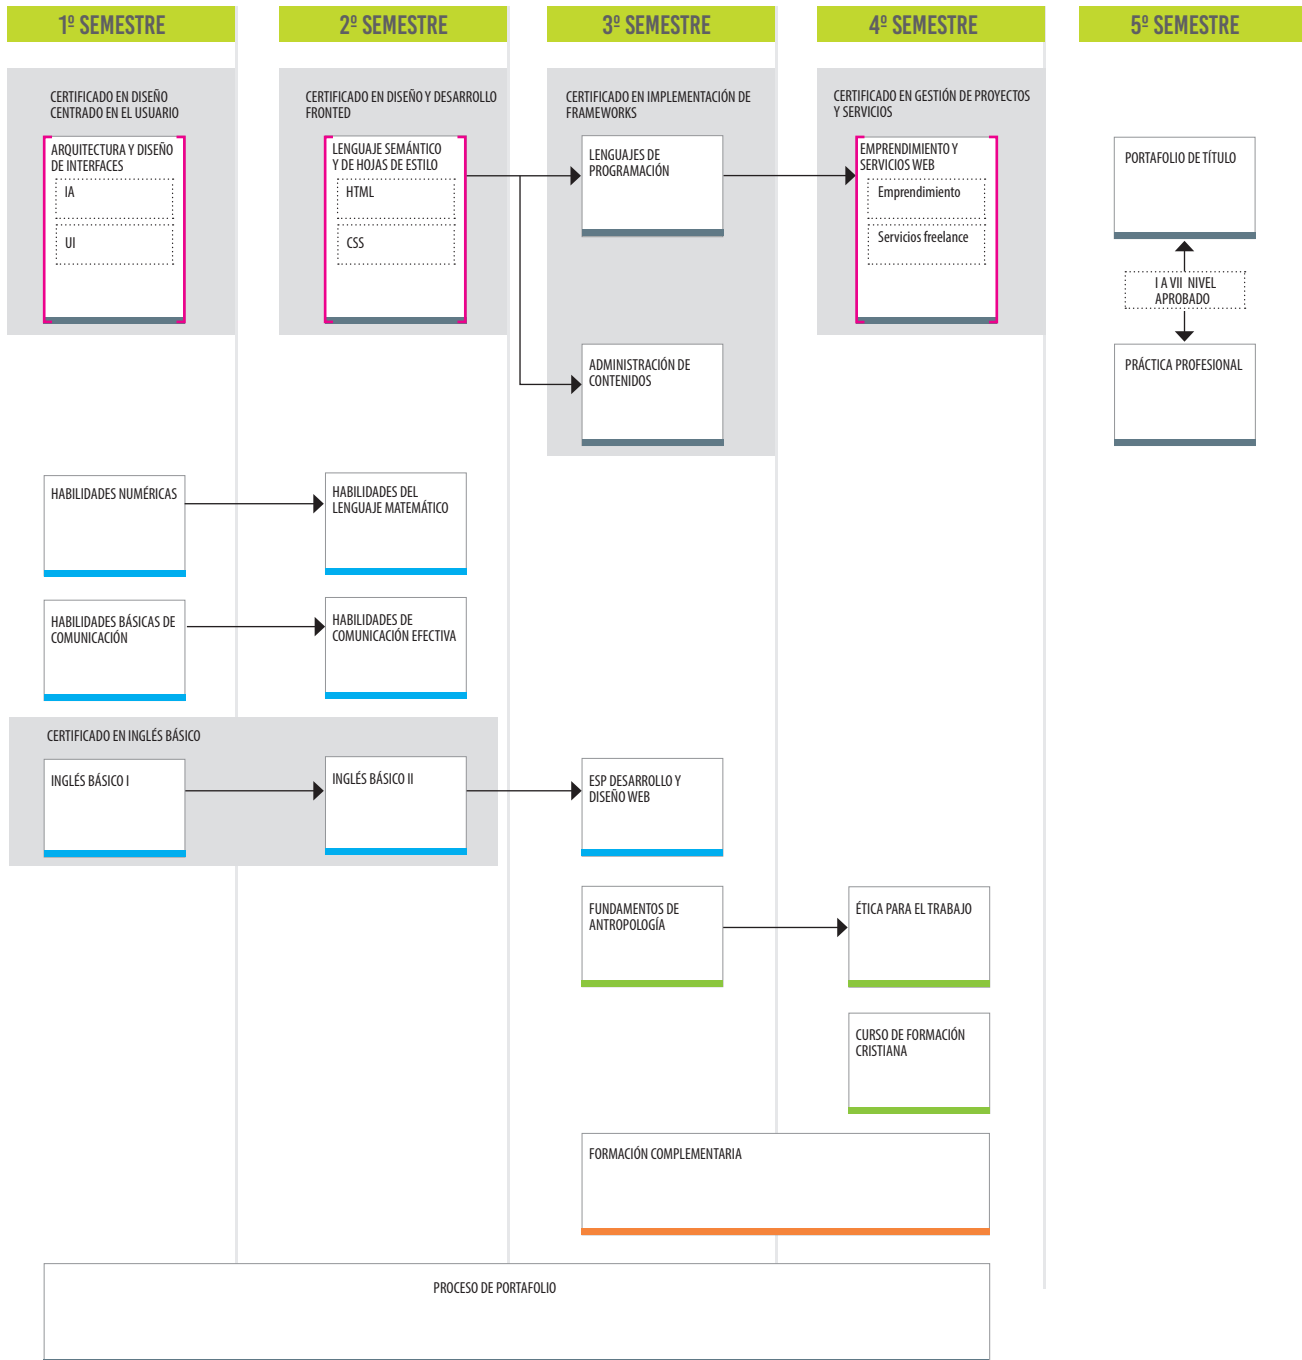 1º SEMESTRE
2º SEMESTRE
3º SEMESTRE
4º SEMESTRE
5º SEMESTRE
CERTIFICADO EN DISEÑO
CENTRADO EN EL USUARIO
ARQUITECTURA Y DISEÑO
DE INTERFACES
IA
UI
CERTIFICADO EN DISEÑO Y DESARROLLO
FRONTED
LENGUAJE SEMÁNTICO
Y DE HOJAS DE ESTILO
HTML
CSS
CERTIFICADO EN IMPLEMENTACIÓN DE
FRAMEWORKS
LENGUAJES DE
PROGRAMACIÓN
ADMINISTRACIÓN DE
CONTENIDOS
CERTIFICADO EN GESTIÓN DE PROYECTOS
Y SERVICIOS
EMPRENDIMIENTO Y
SERVICIOS WEB
Emprendimiento
Servicios freelance
PORTAFOLIO DE TÍTULO
I A VII NIVEL
APROBADO
PRÁCTICA PROFESIONAL
HABILIDADES NUMÉRICAS
HABILIDADES DEL
LENGUAJE MATEMÁTICO
HABILIDADES BÁSICAS DE
COMUNICACIÓN
HABILIDADES DE
COMUNICACIÓN EFECTIVA
CERTIFICADO EN INGLÉS BÁSICO
INGLÉS BÁSICO I
INGLÉS BÁSICO II
ESP DESARROLLO Y
DISEÑO WEB
FUNDAMENTOS DE
ANTROPOLOGÍA
ÉTICA PARA EL TRABAJO
CURSO DE FORMACIÓN
CRISTIANA
FORMACIÓN COMPLEMENTARIA
PROCESO DE PORTAFOLIO